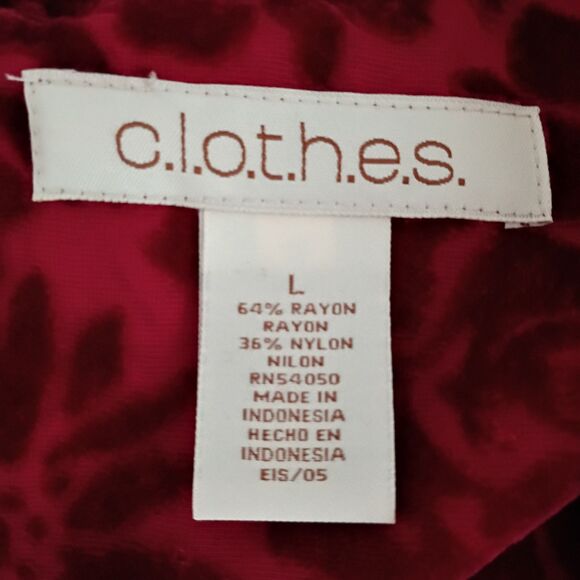 c.l.o.t.h.e.s.
L
64% RAYON
RAYON
36% NYLON
NILON
RN54050
MADE IN
INDONESIA
HECHO EN
INDONESIA
EIS/05